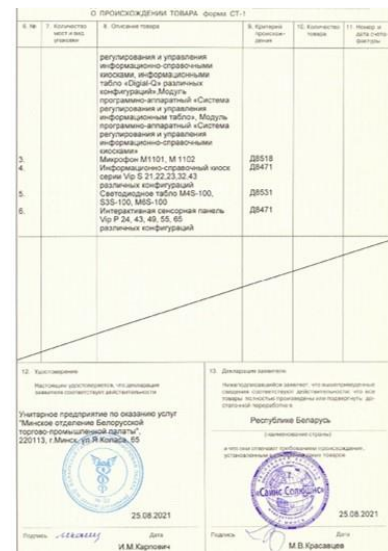 О ПРОИСХОЖДЕНИИ ТОВАРА форма СТ-1
6. № 7. Количество мест и вид упаковки 8. Описание товара 9. Критерий происхождения 10. Количество товара 11. Номер и дата счета-фактуры
регулирования и управления
информационно-справочными
киосками, информационными
табло «Digial-Q» различных
конфигураций»,Модуль
программно-аппаратный «Система
регулирования и управления
информационным табло», Модуль
программно-аппаратный «Система
регулирования и управления
информационно-справочными
киосками»
3. Микрофон М1101, М 1102 Д8518
4. Информационно-справочный киоск Д8471
серии Vip S 21,22,23,32.43
различных конфигураций
5. Светодиодное табло M4S-100, Д8531
S3S-100, M6S-100
6. Интерактивная сенсорная панель Д8471
Vip P 24, 43, 49, 55, 65
различных конфигураций
12. Удостоверение
Настоящим удостоверяется, что декларация
заявителя соответствует действительности
Унитарное предприятие по оказанию услуг
"Минское отделение Белорусской
торгово-промышленной палаты",
220113, г.Минск, ул.Я.Коласа, 65
25.08.2021
Подпись Дата
И.М.Карпович
13. Декларация заявителя
Нижеподписавшийся заявляет, что вышеприведенные
сведения соответствуют действительности, что все
товары полностью произведены или подвергнуты до-
статочной переработке в
Республике Беларусь
(наименование страны)
и что они отвечают требованиям происхождения,
установленным в отношении таких товаров
«Саинс Солюшнс»
25.08.2021
Подпись Дата
М.В.Красавцев